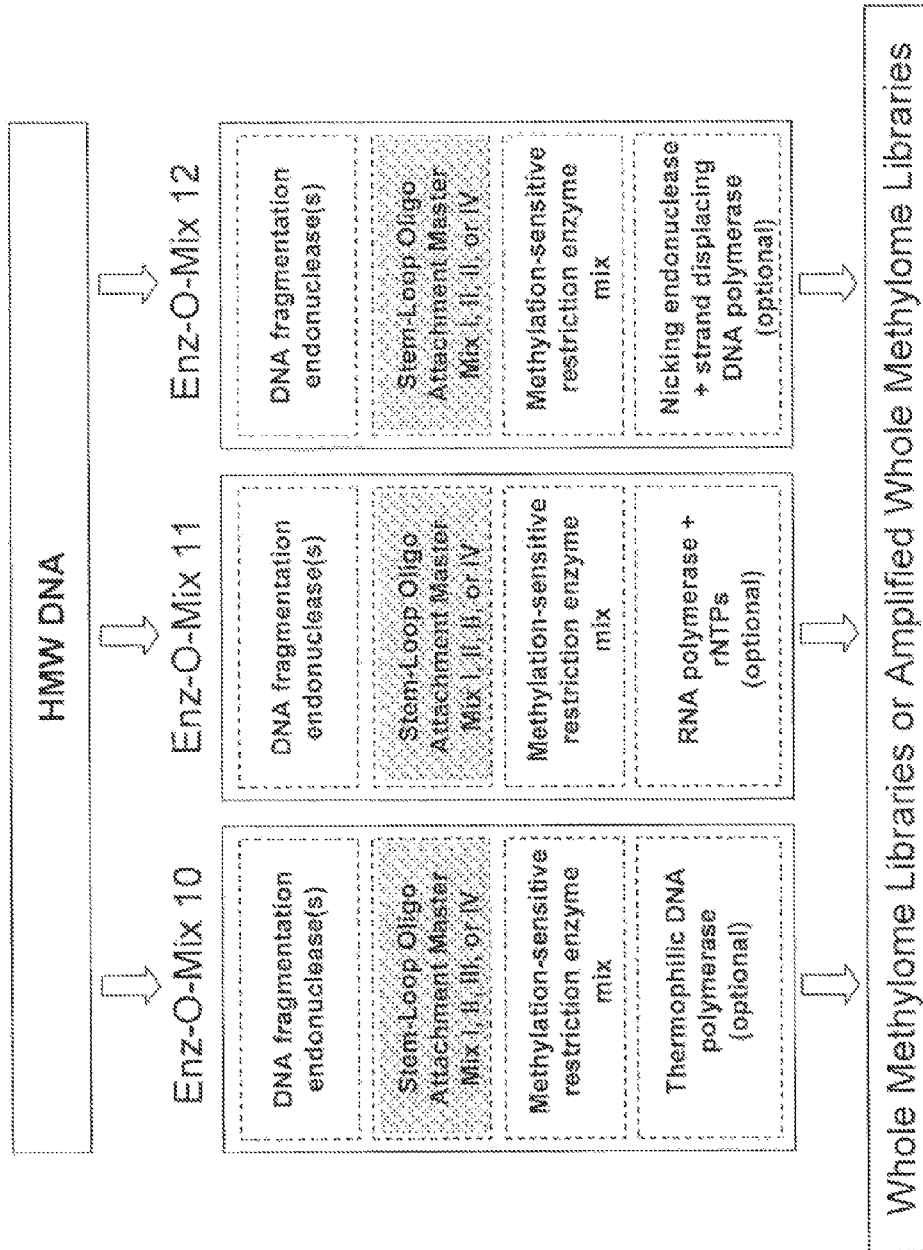 HMW DNA
Enz-O-Mix 10
DNA fragmentation
endonuclease(s)
Stem-Loop Oligo
Attachment Master
Mix I, II, III, or IV
Methylation-sensitive
restriction enzyme
mix
Thermophilic DNA
polymerase
(optional)
Enz-O-Mix 11
DNA fragmentation
endonuclease(s)
Stem-Loop Oligo
Attachment Master
Mix I, II, II, or IV
Methylation-sensitive
restriction enzyme
mix
RNA polymerase +
rNTPs
(optional)
Enz-O-Mix 12
DNA fragmentation
endonuclease(s)
Stem-Loop Oligo
Attachment Master
Mix I, II, II, or IV
Methylation-sensitive
restriction enzyme
mix
Nicking endonuclease
+ strand displacing
DNA polymerase
(optional)
Whole Methylome Libraries or Amplified Whole Methylome Libraries